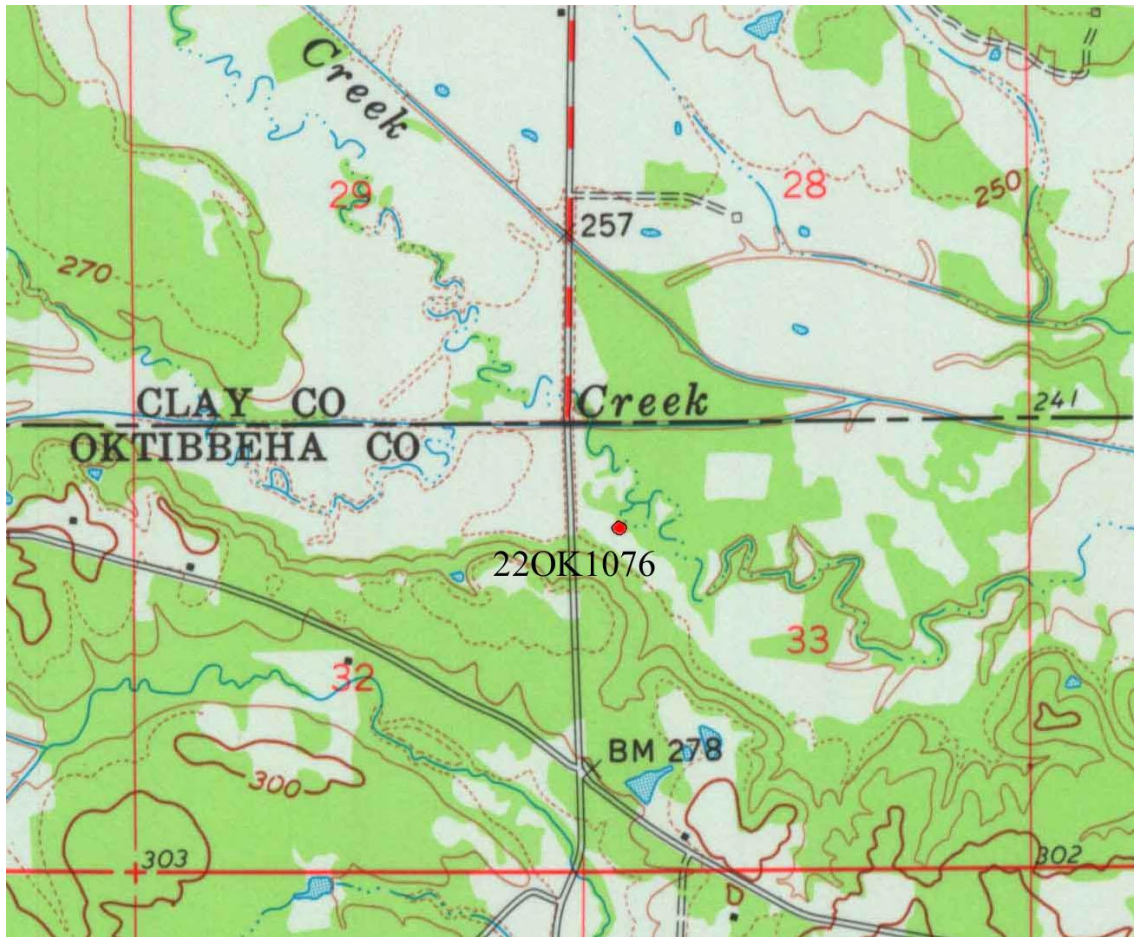 Creek
29
28
250
257
270
CLAY CO
Creek
241
OKTIBBEHA CO
22OK1076
33
32
BM 278
300
303
302